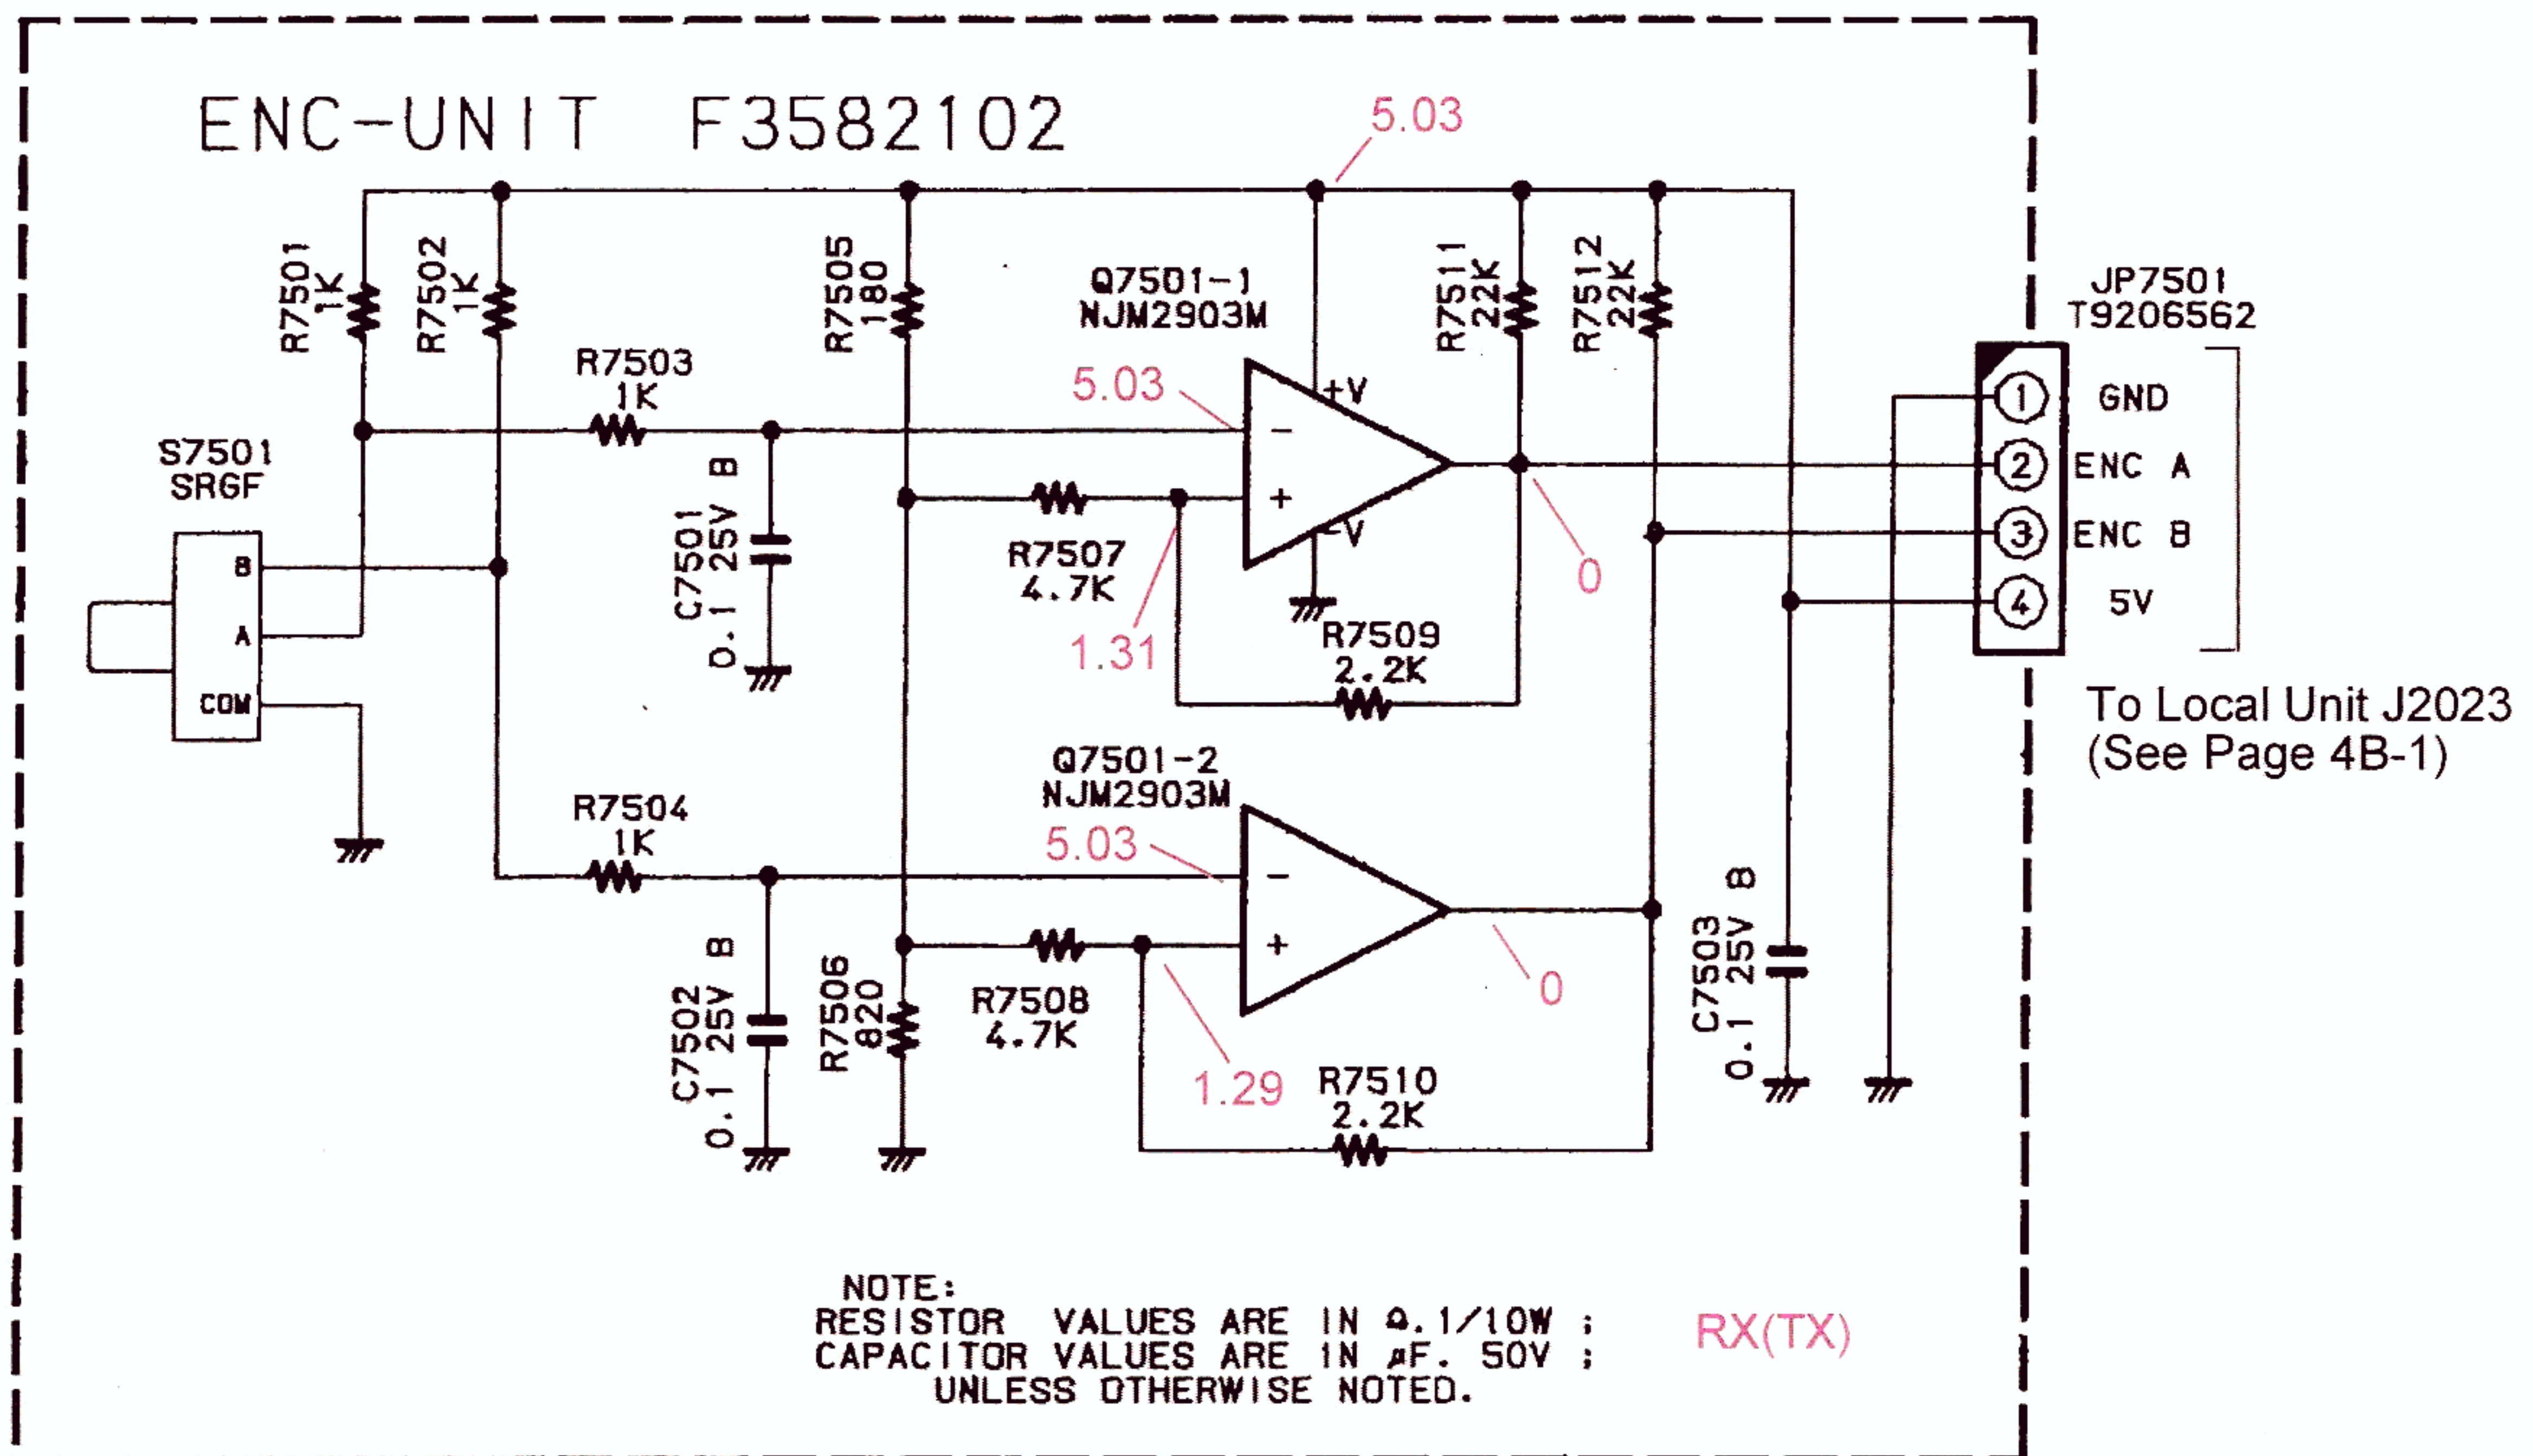 ENC-UNIT F3582102
5.03
R7501
1K
R7502
1K
R7505
180
Q7501-1
NJM2903M
R7511
22K
R7512
22K
JP7501
T9206562
R7503
1K
5.03
+V
-
+
-V
1 GND
2 ENC A
3 ENC B
4 5V
S7501
SRGF
B
A
COM
C7501
0.1 25V B
R7507
4.7K
1.31
0
R7509
2.2K
To Local Unit J2023
(See Page 4B-1)
Q7501-2
NJM2903M
R7504
1K
5.03
-
+
0
C7502
0.1 25V B
R7506
820
R7508
4.7K
1.29
R7510
2.2K
C7503
0.1 25V B
NOTE:
RESISTOR VALUES ARE IN Ω. 1/10W ;
CAPACITOR VALUES ARE IN µF. 50V ;
UNLESS OTHERWISE NOTED.
RX(TX)